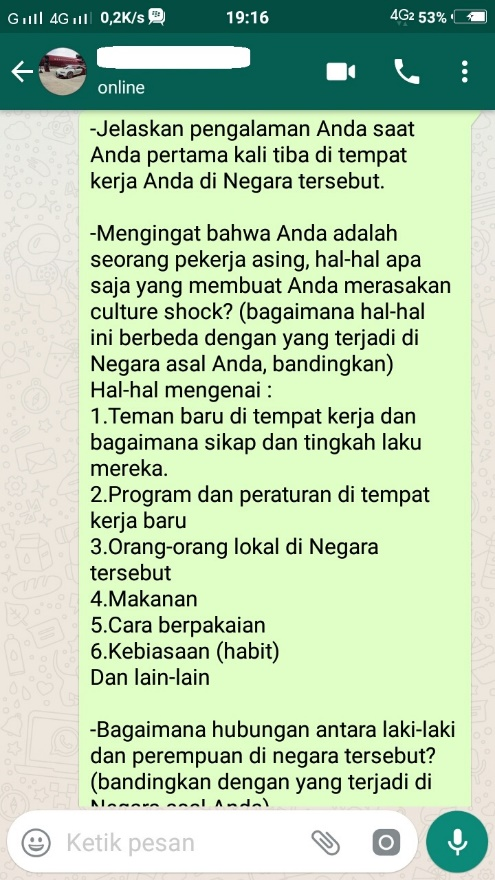 G 4G 0,2K/s 19:16 4G2 53%
online
-Jelaskan pengalaman Anda saat
Anda pertama kali tiba di tempat
kerja Anda di Negara tersebut.
-Mengingat bahwa Anda adalah
seorang pekerja asing, hal-hal apa
saja yang membuat Anda merasakan
culture shock? (bagaimana hal-hal
ini berbeda dengan yang terjadi di
Negara asal Anda, bandingkan)
Hal-hal mengenai :
1.Teman baru di tempat kerja dan
bagaimana sikap dan tingkah laku
mereka.
2.Program dan peraturan di tempat
kerja baru
3.Orang-orang lokal di Negara
tersebut
4.Makanan
5.Cara berpakaian
6.Kebiasaan (habit)
Dan lain-lain
-Bagaimana hubungan antara laki-laki
dan perempuan di negara tersebut?
(bandingkan dengan yang terjadi di
Negara asal Anda)
Ketik pesan